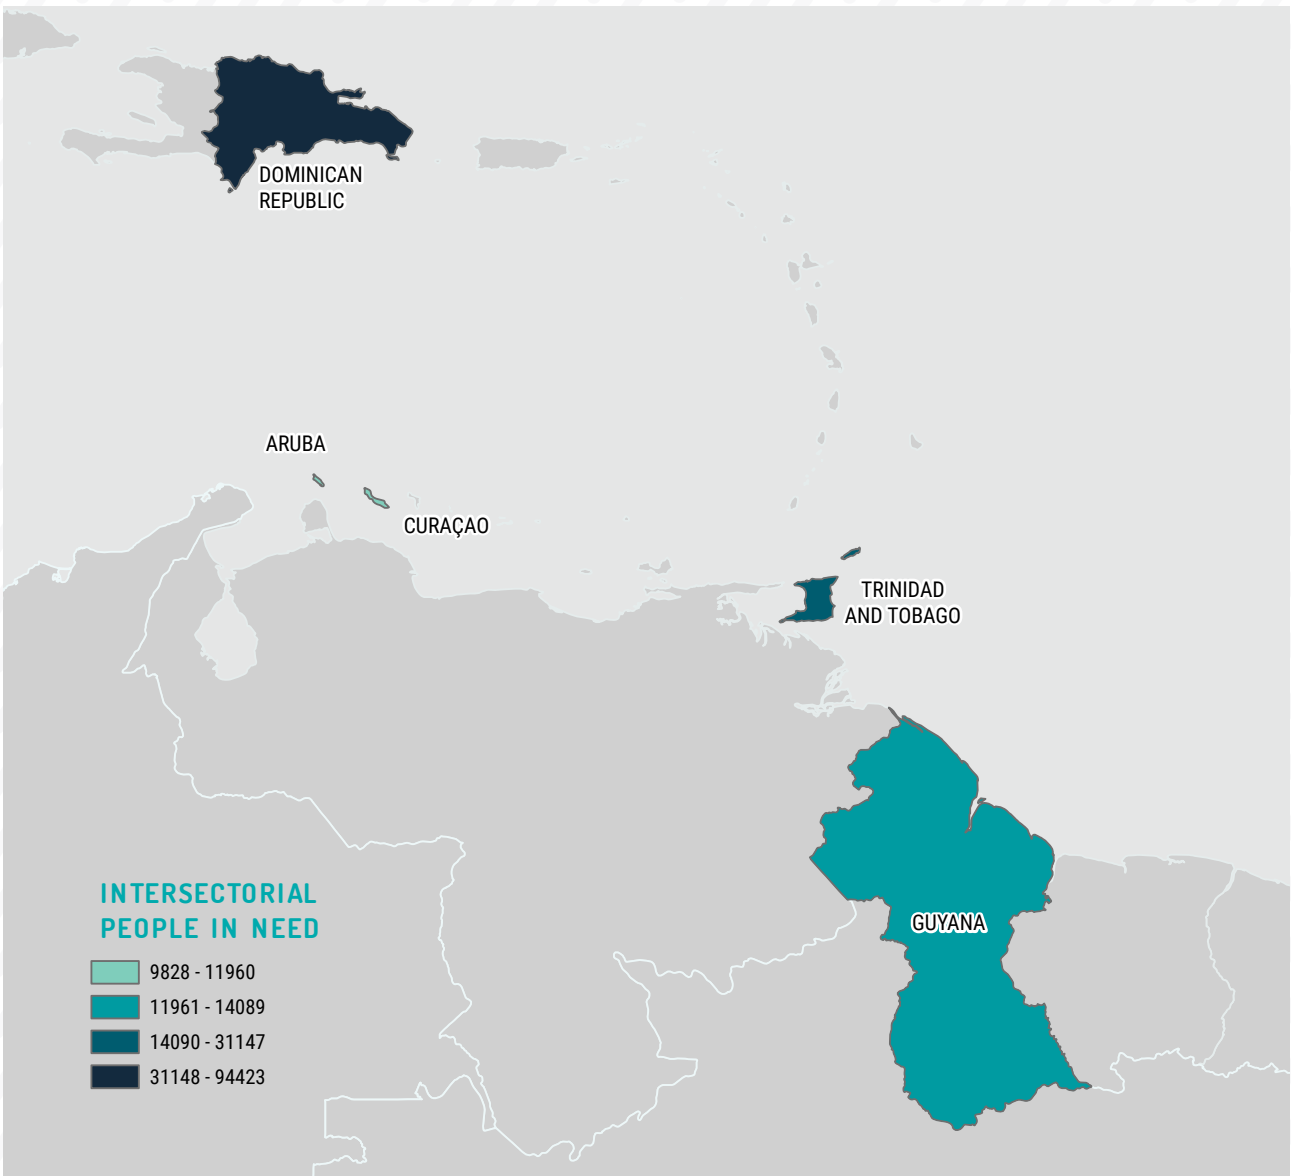 DOMINICAN
REPUBLIC
ARUBA
CURAÇAO
TRINIDAD
AND TOBAGO
GUYANA
INTERSECTORIAL
PEOPLE IN NEED
9828 - 11960
11961 - 14089
14090 - 31147
31148 - 94423